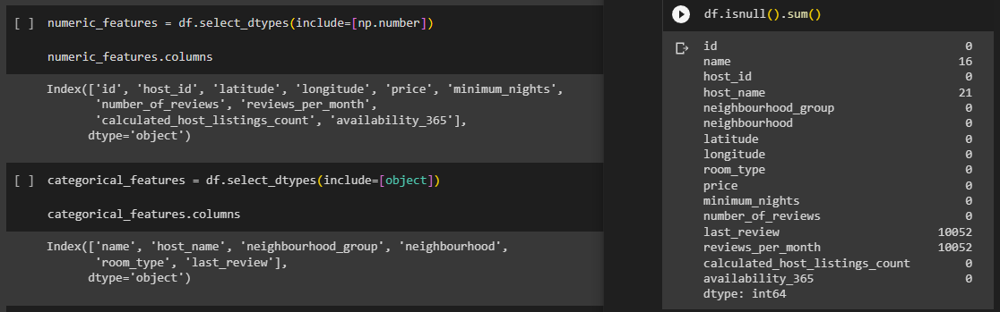 [ ] numeric_features = df.select_dtypes(include=[np.number])
numeric_features.columns
Index(['id', 'host_id', 'latitude', 'longitude', 'price', 'minimum_nights',
'number_of_reviews', 'reviews_per_month',
'calculated_host_listings_count', 'availability_365'],
dtype='object')
[ ] categorical_features = df.select_dtypes(include=[object])
categorical_features.columns
Index(['name', 'host_name', 'neighbourhood_group', 'neighbourhood',
'room_type', 'last_review'],
dtype='object')
df.isnull().sum()
id 0
name 16
host_id 0
host_name 21
neighbourhood_group 0
neighbourhood 0
latitude 0
longitude 0
room_type 0
price 0
minimum_nights 0
number_of_reviews 0
last_review 10052
reviews_per_month 10052
calculated_host_listings_count 0
availability_365 0
dtype: int64